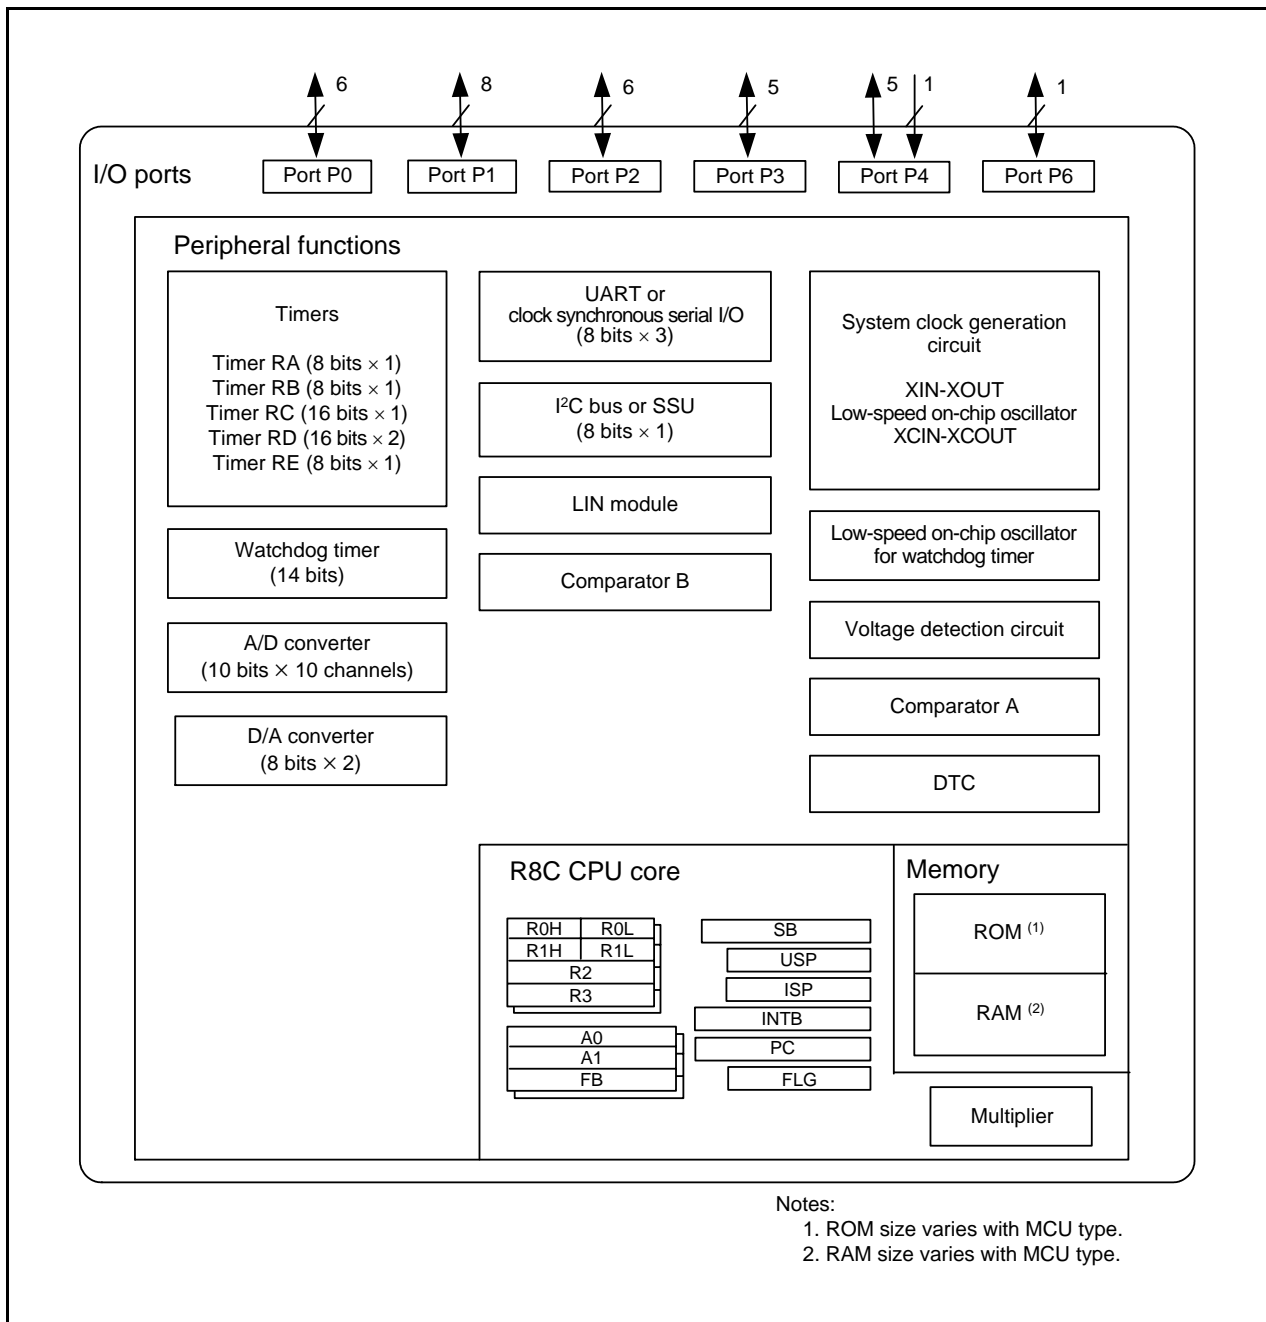 6 8 6 5 5 1 1
I/O ports
Port P0
Port P1
Port P2
Port P3
Port P4
Port P6
Peripheral functions
Timers
Timer RA (8 bits × 1)
Timer RB (8 bits × 1)
Timer RC (16 bits × 1)
Timer RD (16 bits × 2)
Timer RE (8 bits × 1)
Watchdog timer
(14 bits)
A/D converter
(10 bits × 10 channels)
D/A converter
(8 bits × 2)
UART or
clock synchronous serial I/O
(8 bits × 3)
I²C bus or SSU
(8 bits × 1)
LIN module
Comparator B
System clock generation
circuit
XIN-XOUT
Low-speed on-chip oscillator
XCIN-XCOUT
Low-speed on-chip oscillator
for watchdog timer
Voltage detection circuit
Comparator A
DTC
R8C CPU core
R0H R0L
R1H R1L
R2
R3
A0
A1
FB
SB
USP
ISP
INTB
PC
FLG
Memory
ROM (1)
RAM (2)
Multiplier
Notes:
1. ROM size varies with MCU type.
2. RAM size varies with MCU type.